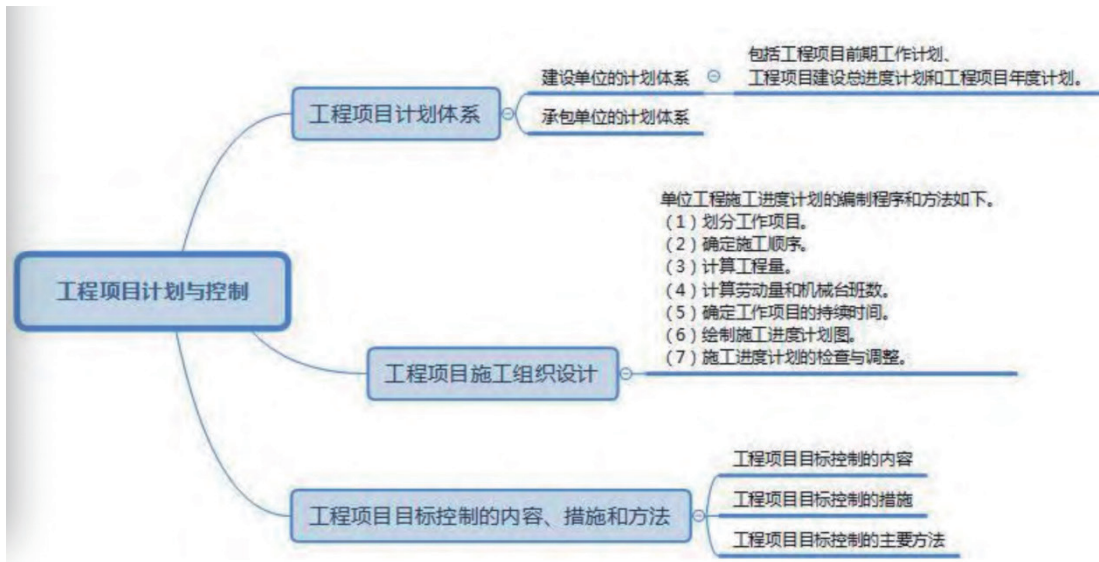 工程项目计划与控制
工程项目计划体系
建设单位的计划体系
包括工程项目前期工作计划、
工程项目建设总进度计划和工程项目年度计划。
承包单位的计划体系
工程项目施工组织设计
单位工程施工进度计划的编制程序和方法如下。
（1）划分工作项目。
（2）确定施工顺序。
（3）计算工程量。
（4）计算劳动量和机械台班数。
（5）确定工作项目的持续时间。
（6）绘制施工进度计划图。
（7）施工进度计划的检查与调整。
工程项目目标控制的内容、措施和方法
工程项目目标控制的内容
工程项目目标控制的措施
工程项目目标控制的主要方法